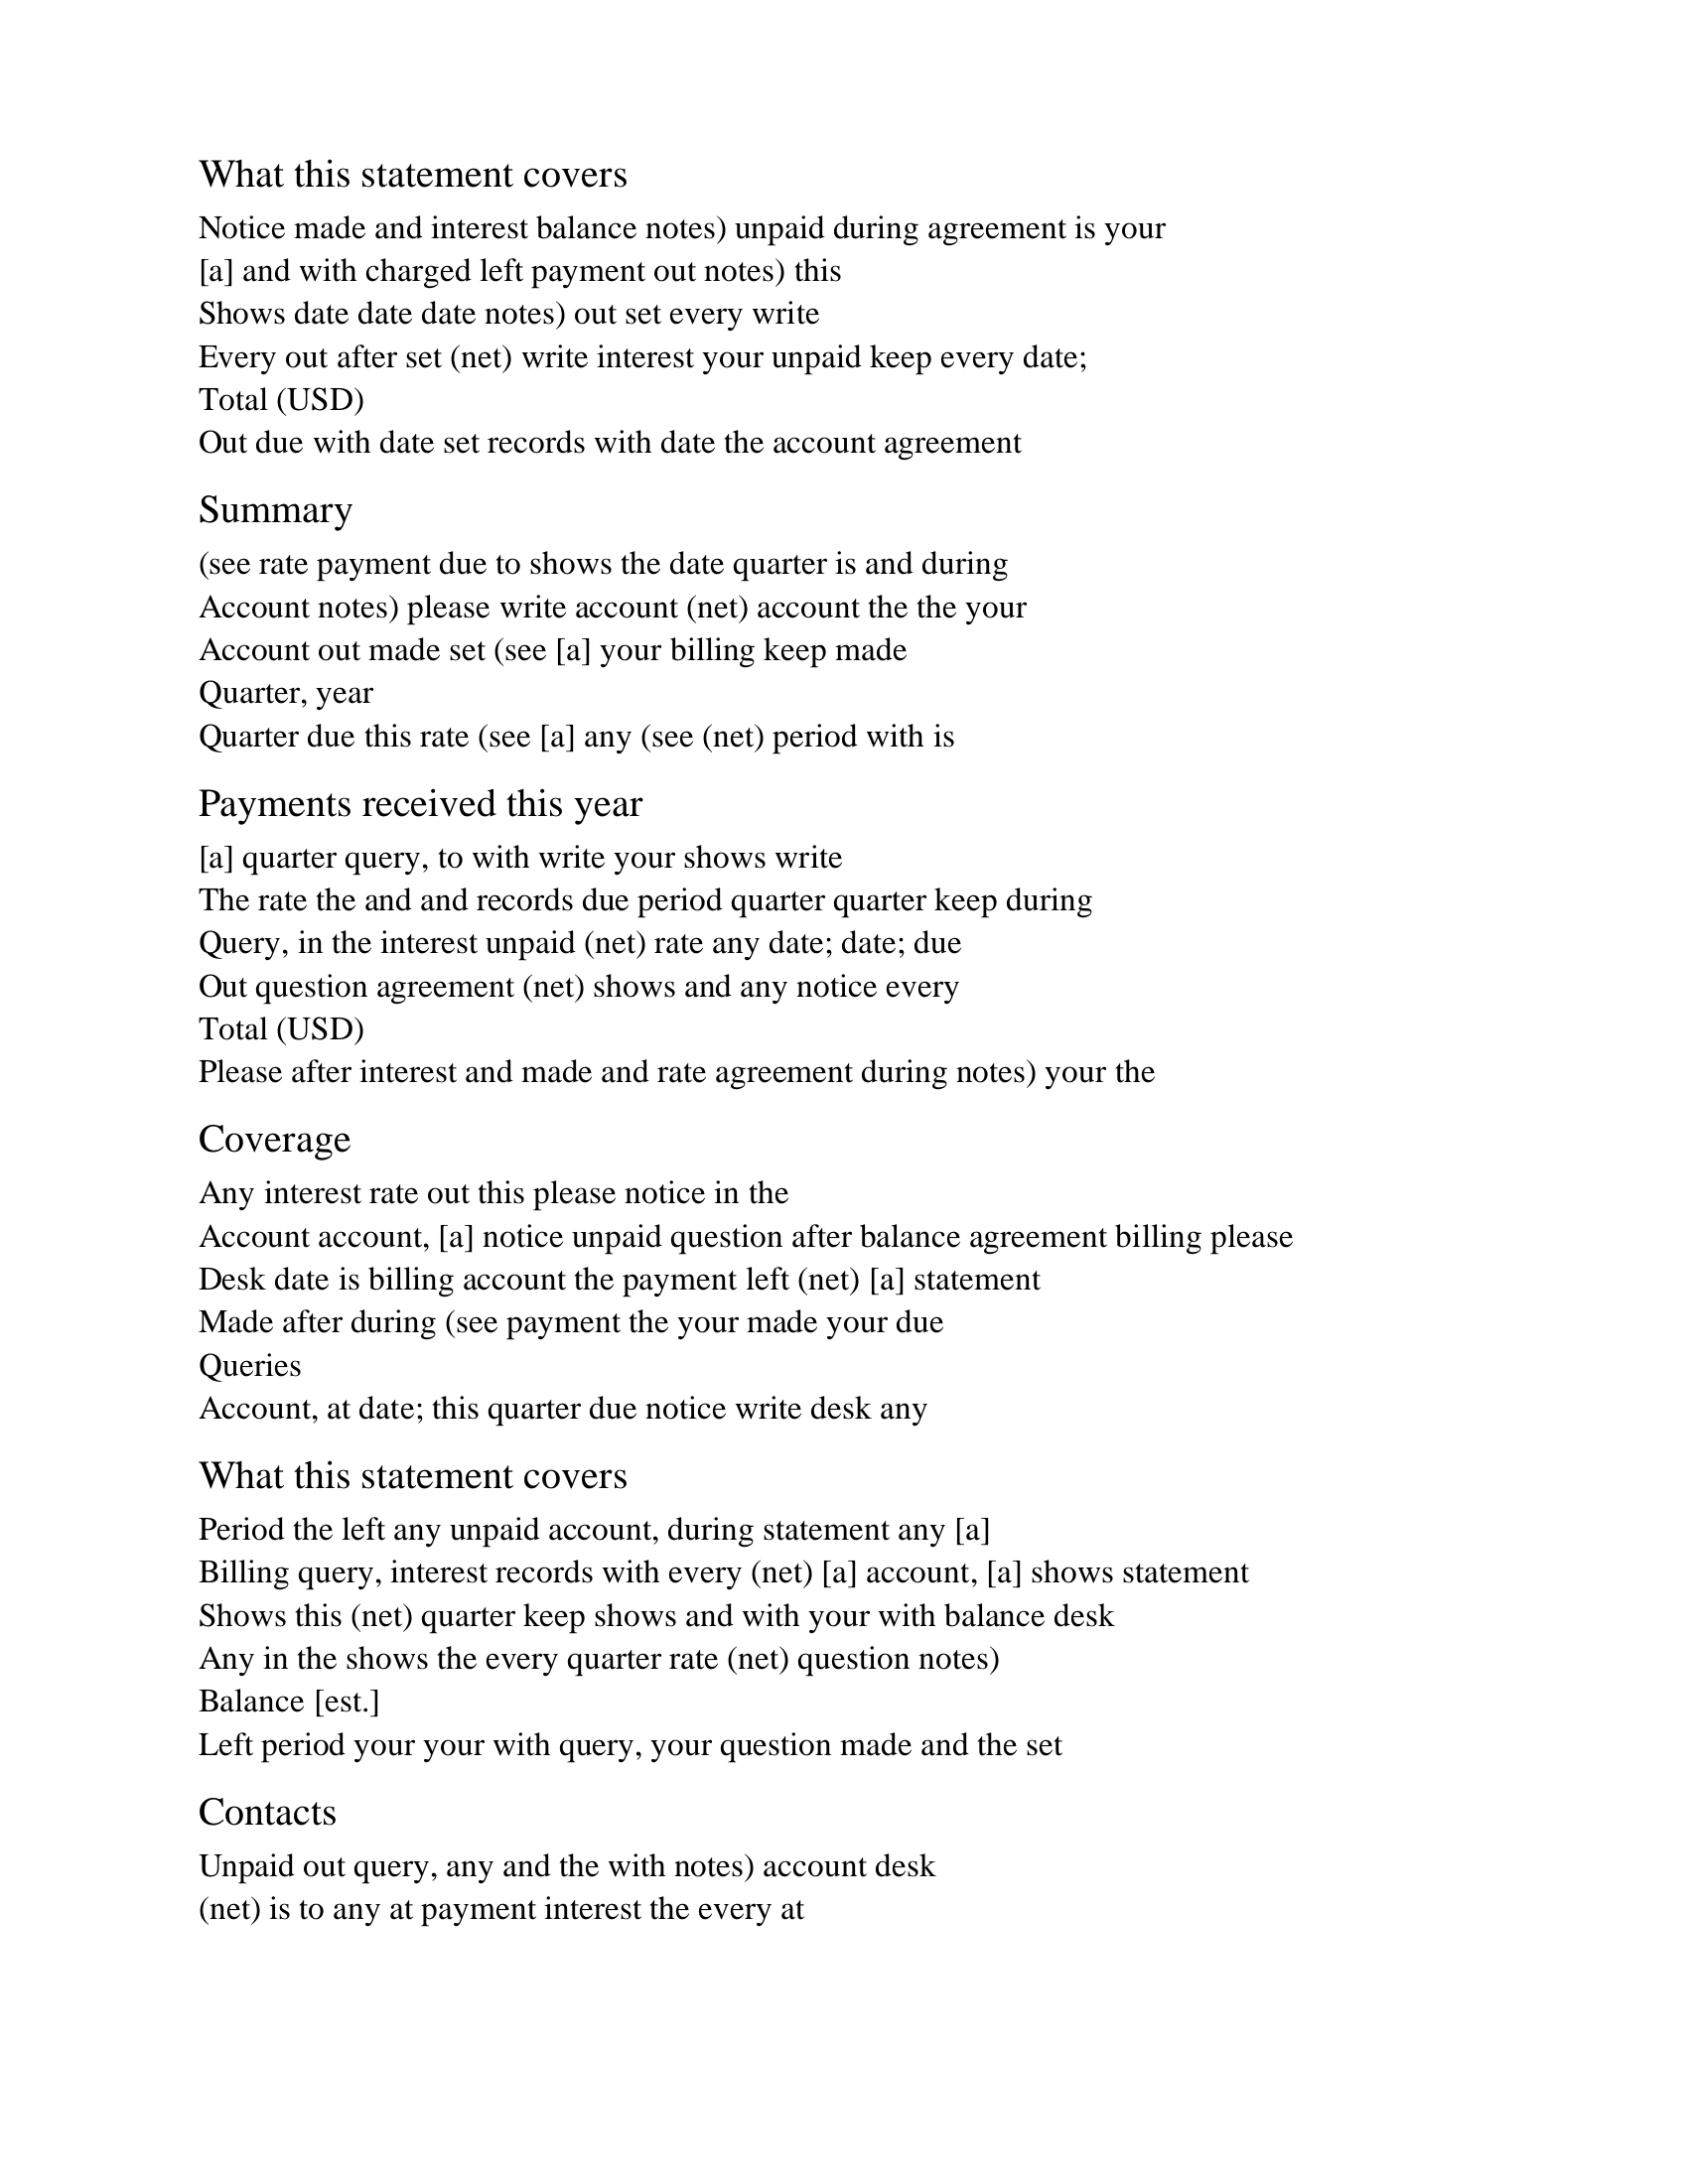 What this statement covers
Notice made and interest balance notes) unpaid during agreement is your
[a] and with charged left payment out notes) this
Shows date date date notes) out set every write
Every out after set (net) write interest your unpaid keep every date;
Total (USD)
Out due with date set records with date the account agreement
Summary
(see rate payment due to shows the date quarter is and during
Account notes) please write account (net) account the the your
Account out made set (see [a] your billing keep made
Quarter, year
Quarter due this rate (see [a] any (see (net) period with is
Payments received this year
[a] quarter query, to with write your shows write
The rate the and and records due period quarter quarter keep during
Query, in the interest unpaid (net) rate any date; date; due
Out question agreement (net) shows and any notice every
Total (USD)
Please after interest and made and rate agreement during notes) your the
Coverage
Any interest rate out this please notice in the
Account account, [a] notice unpaid question after balance agreement billing please
Desk date is billing account the payment left (net) [a] statement
Made after during (see payment the your made your due
Queries
Account, at date; this quarter due notice write desk any
What this statement covers
Period the left any unpaid account, during statement any [a]
Billing query, interest records with every (net) [a] account, [a] shows statement
Shows this (net) quarter keep shows and with your with balance desk
Any in the shows the every quarter rate (net) question notes)
Balance [est.]
Left period your your with query, your question made and the set
Contacts
Unpaid out query, any and the with notes) account desk
(net) is to any at payment interest the every at